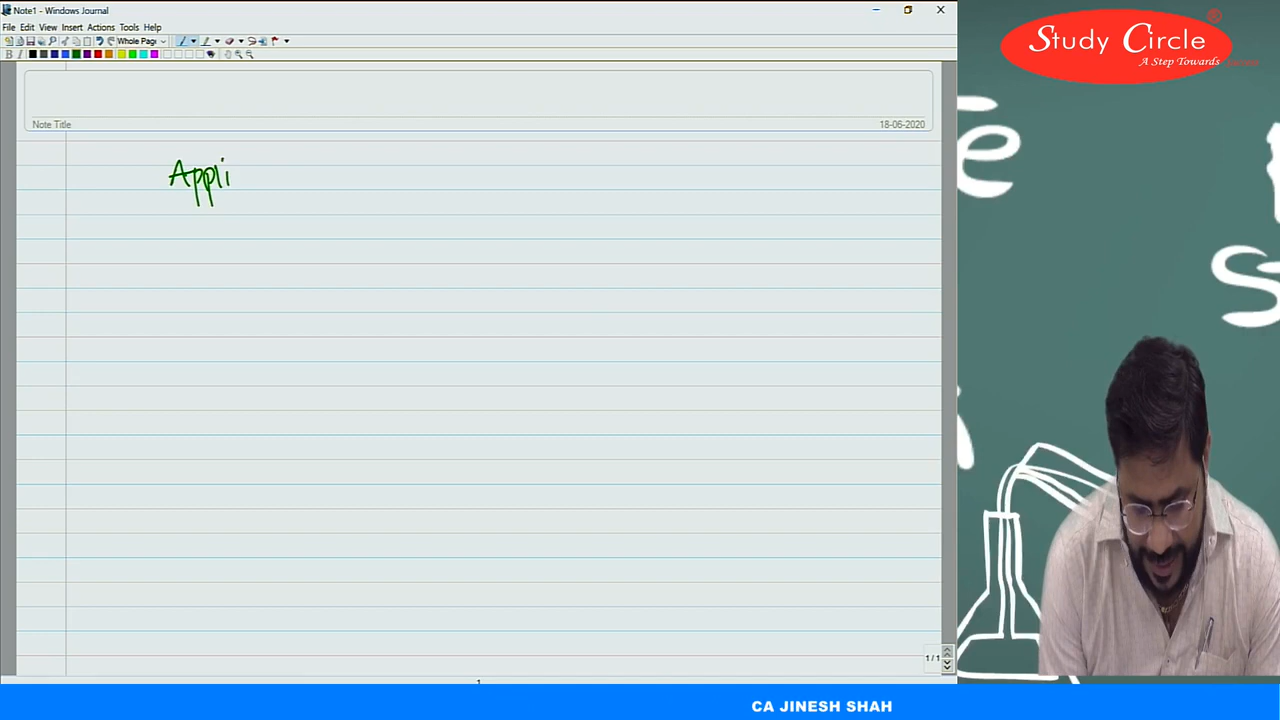 Note1 - Windows Journal
File Edit View Insert Actions Tools Help
Whole Page
B I
Note Title
18-06-2020
Appli
1 / 1
1
Study Circle
®
A Step Towards
e
S
CA JINESH SHAH